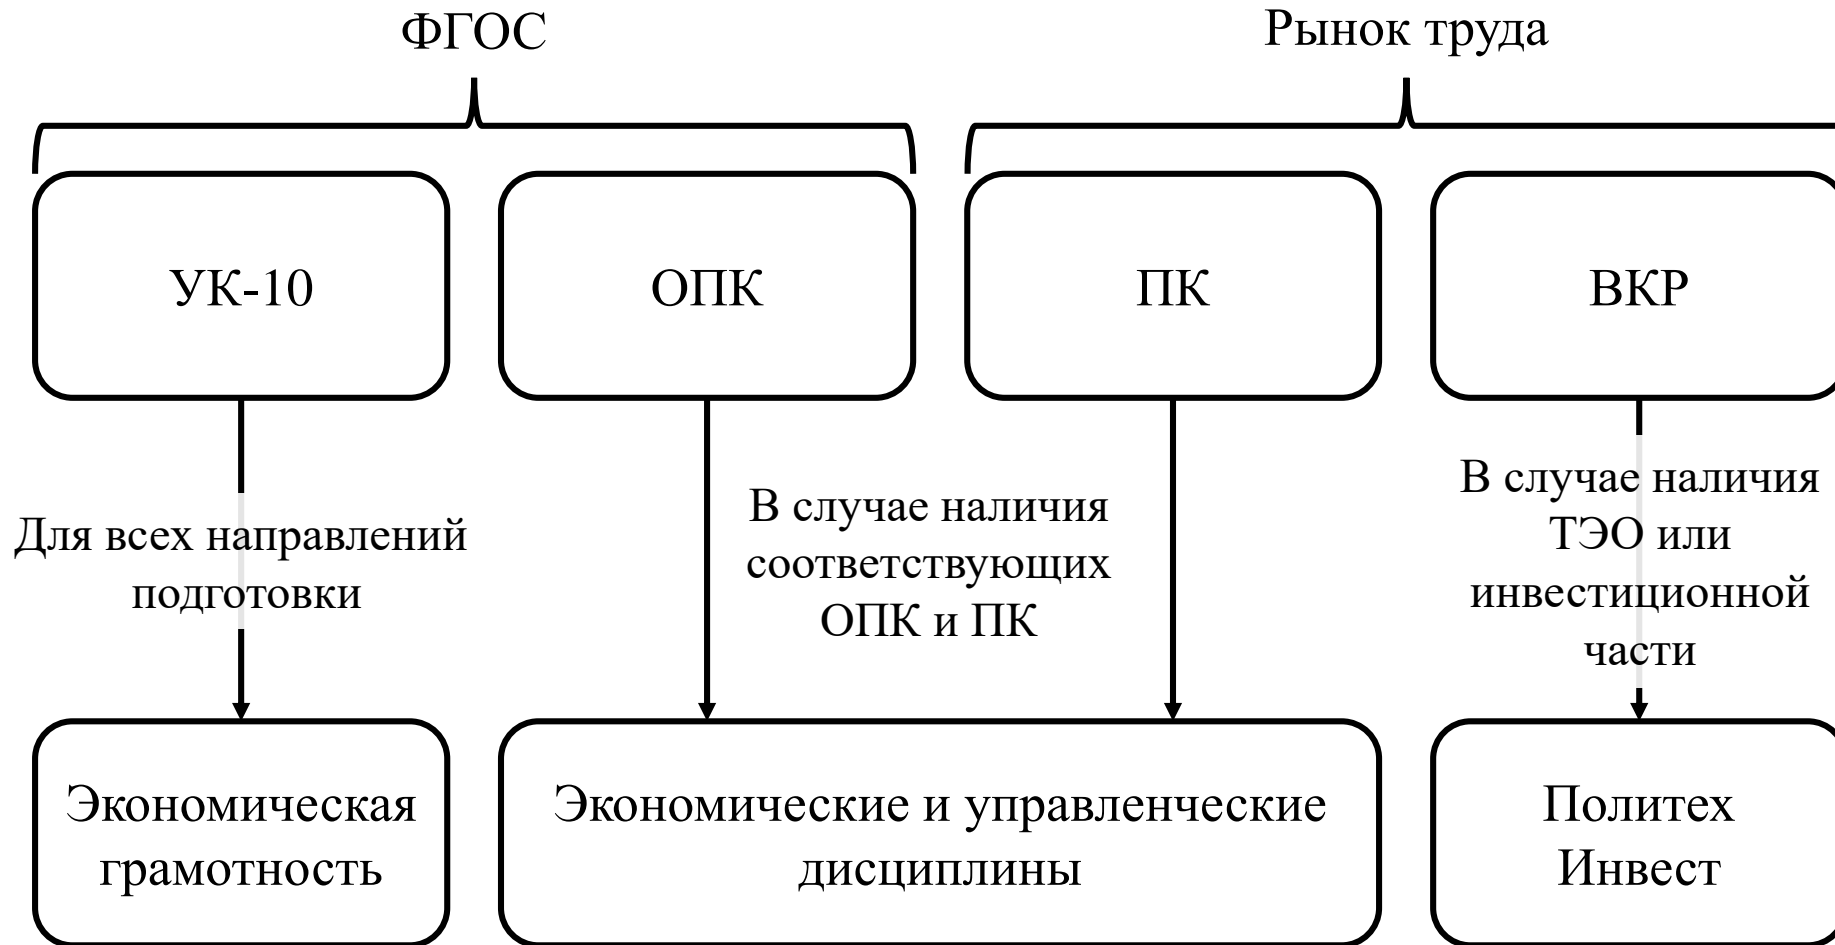 ФГОС
Рынок труда
УК-10
ОПК
ПК
ВКР
Для всех направлений
подготовки
В случае наличия
соответствующих
ОПК и ПК
В случае наличия
ТЭО или
инвестиционной
части
Экономическая
грамотность
Экономические и управленческие
дисциплины
Политех
Инвест